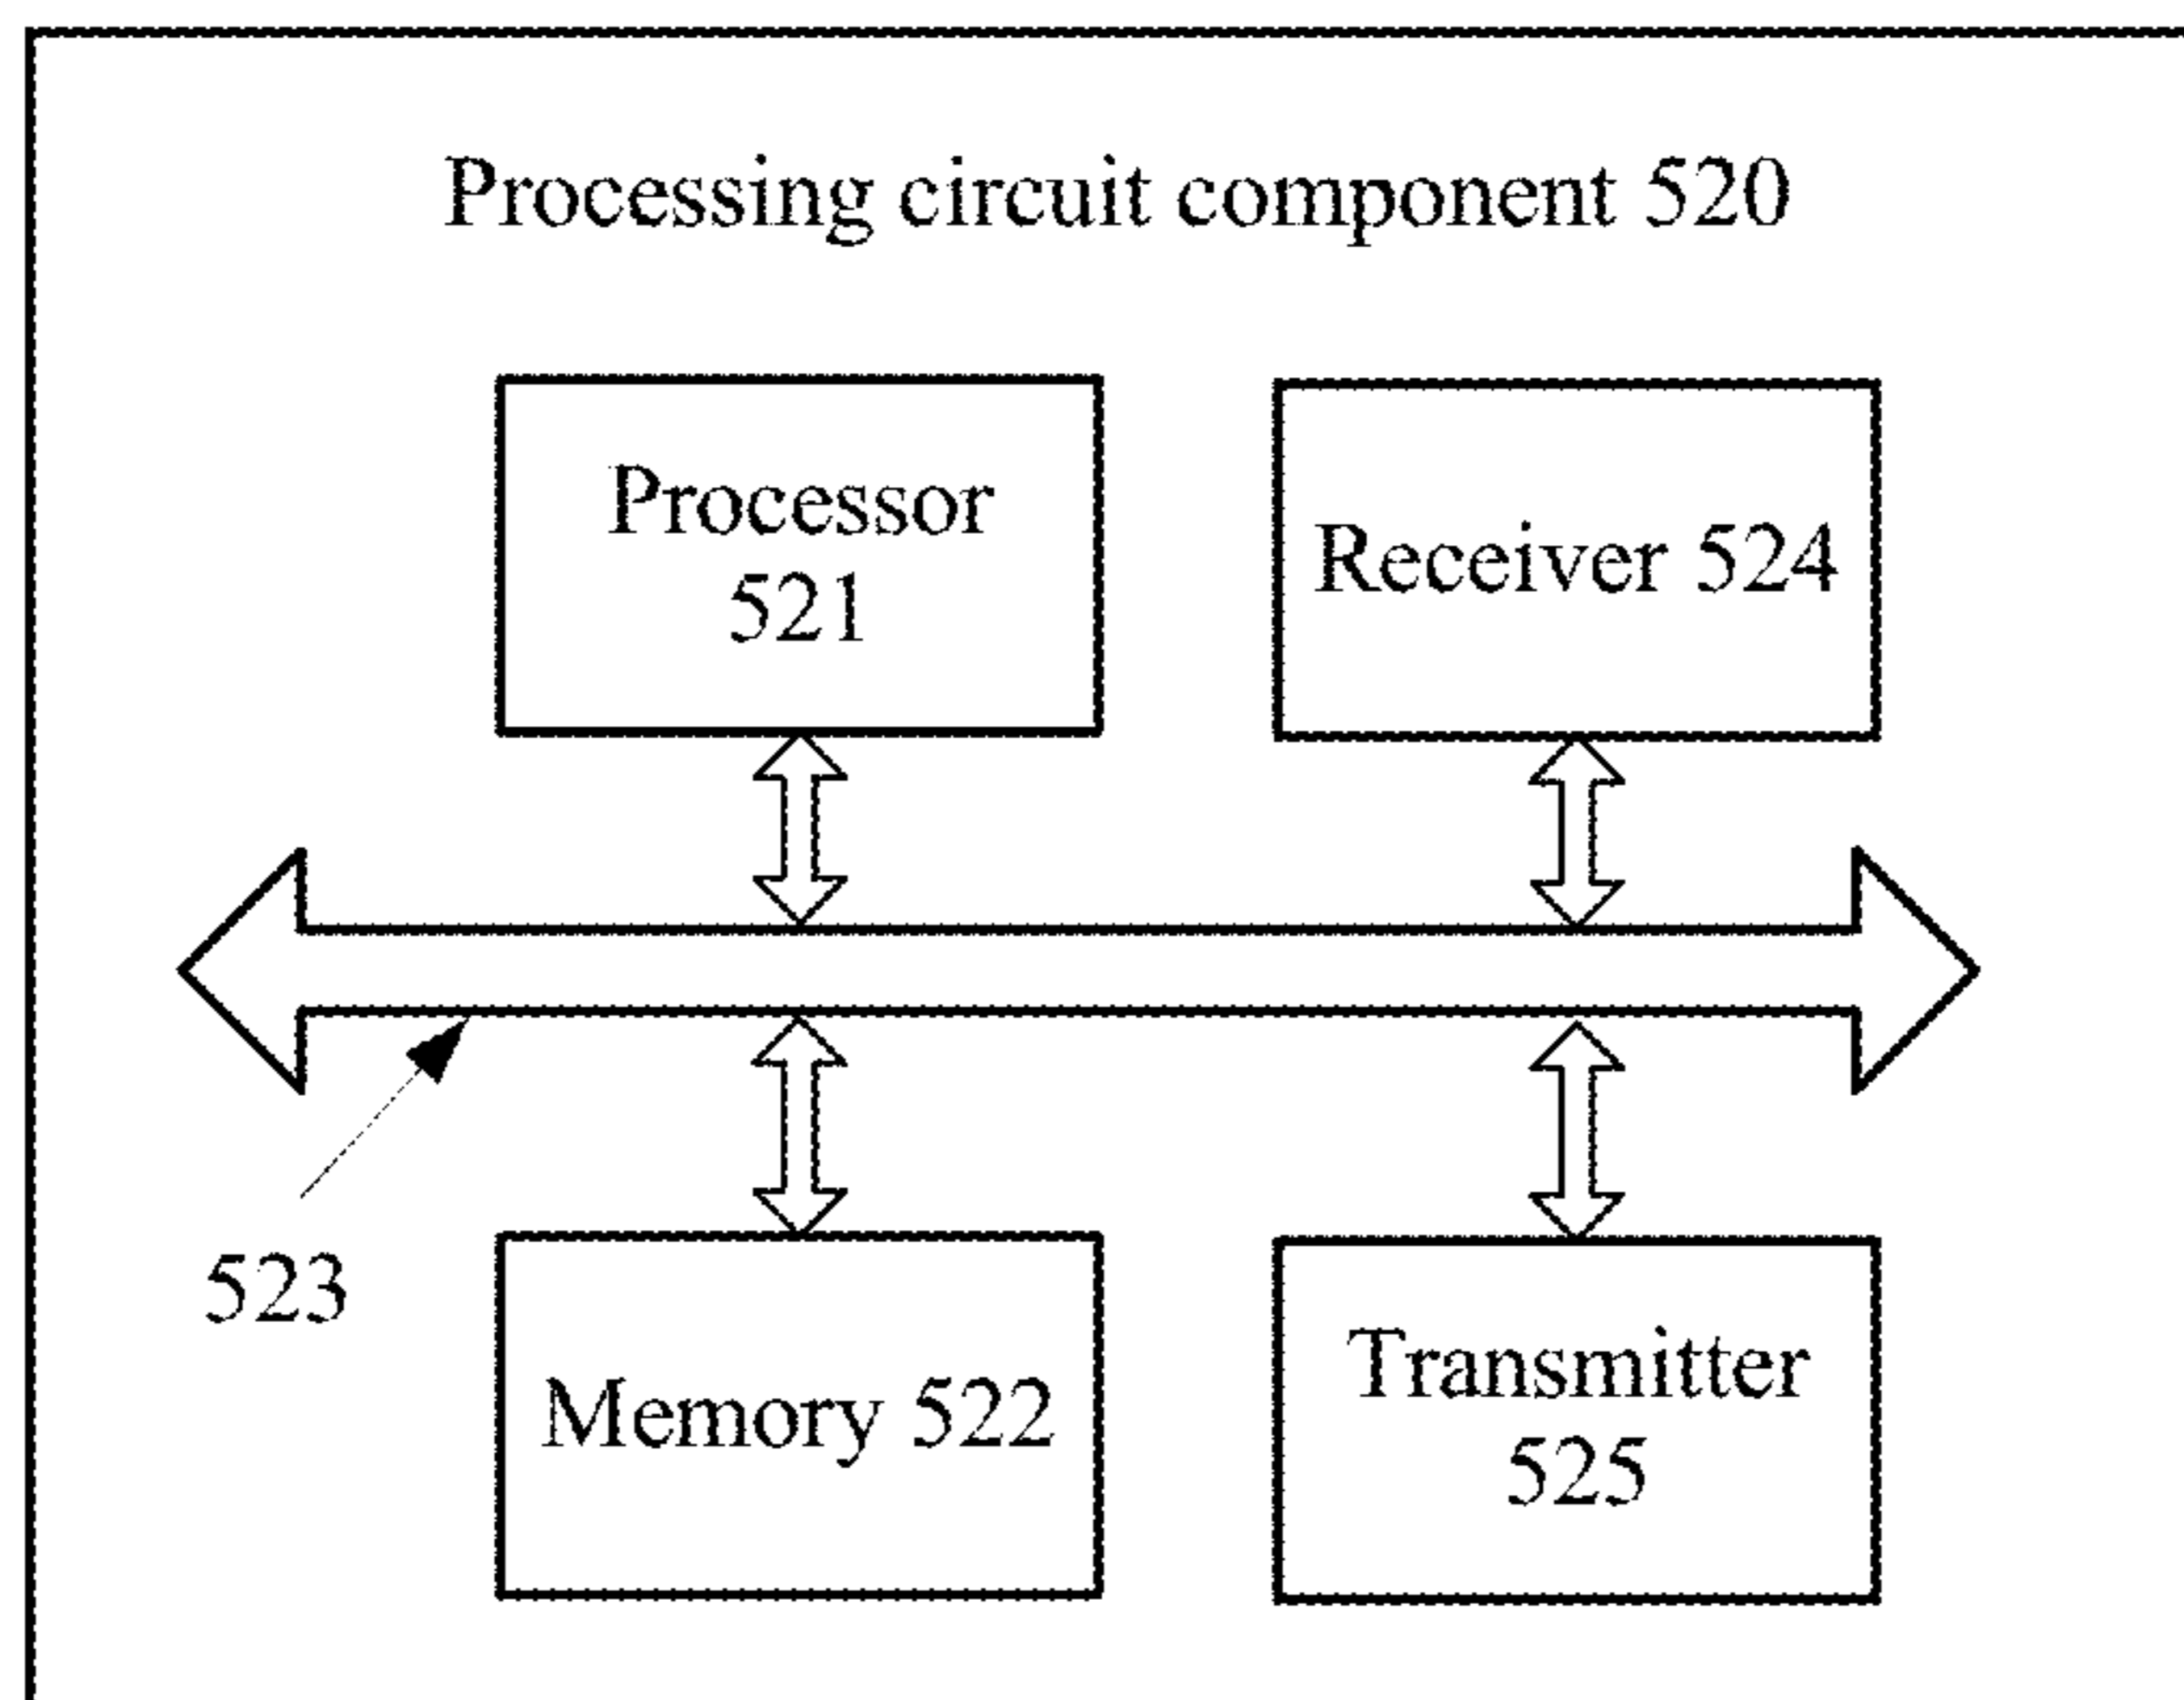 Processing circuit component 520
Processor
521
Receiver 524
523
Memory 522
Transmitter
525